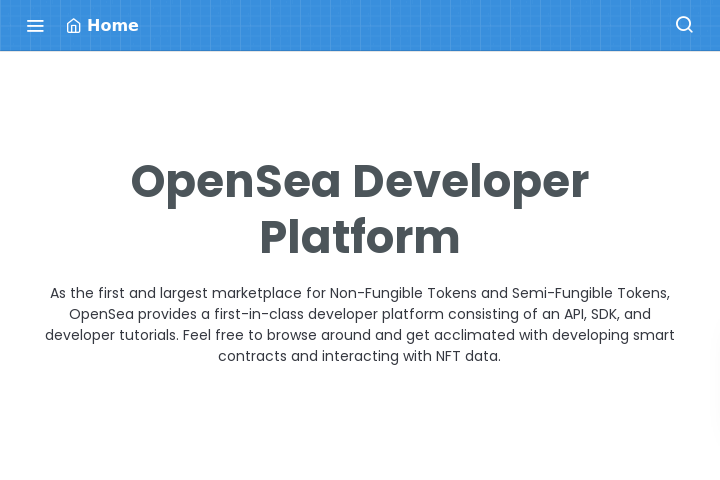 Home
OpenSea Developer
Platform
As the first and largest marketplace for Non-Fungible Tokens and Semi-Fungible Tokens,
OpenSea provides a first-in-class developer platform consisting of an API, SDK, and
developer tutorials. Feel free to browse around and get acclimated with developing smart
contracts and interacting with NFT data.